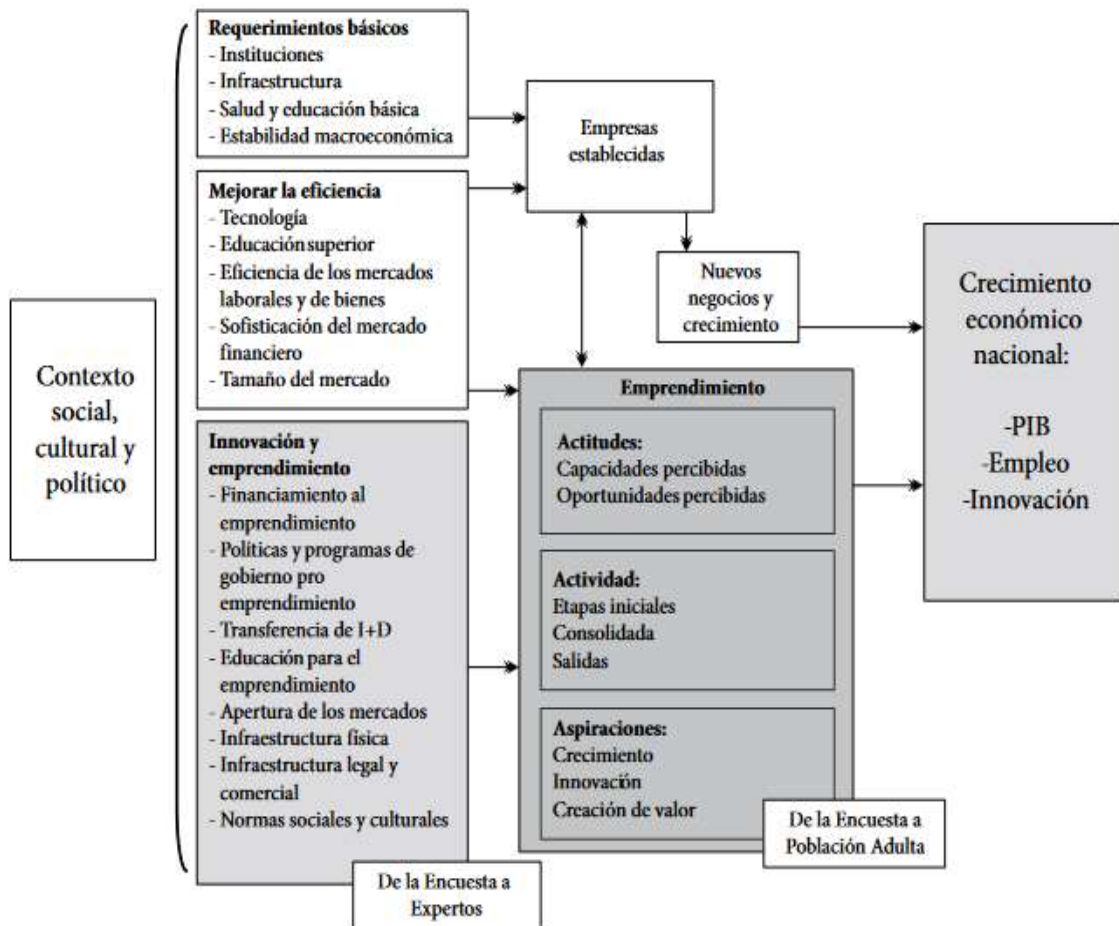 Contexto
social,
cultural y
político
Requerimientos básicos
- Instituciones
- Infraestructura
- Salud y educación básica
- Estabilidad macroeconómica
Mejorar la eficiencia
- Tecnología
- Educación superior
- Eficiencia de los mercados
laborales y de bienes
- Sofisticación del mercado
financiero
- Tamaño del mercado
Innovación y
emprendimiento
- Financiamiento al
emprendimiento
- Políticas y programas de
gobierno pro
emprendimiento
- Transferencia de I+D
- Educación para el
emprendimiento
- Apertura de los mercados
- Infraestructura física
- Infraestructura legal y
comercial
- Normas sociales y culturales
De la Encuesta a
Expertos
Empresas
establecidas
Nuevos
negocios y
crecimiento
Emprendimiento
Actitudes:
Capacidades percibidas
Oportunidades percibidas
Actividad:
Etapas iniciales
Consolidada
Salidas
Aspiraciones:
Crecimiento
Innovación
Creación de valor
De la Encuesta a
Población Adulta
Crecimiento
económico
nacional:
-PIB
-Empleo
-Innovación